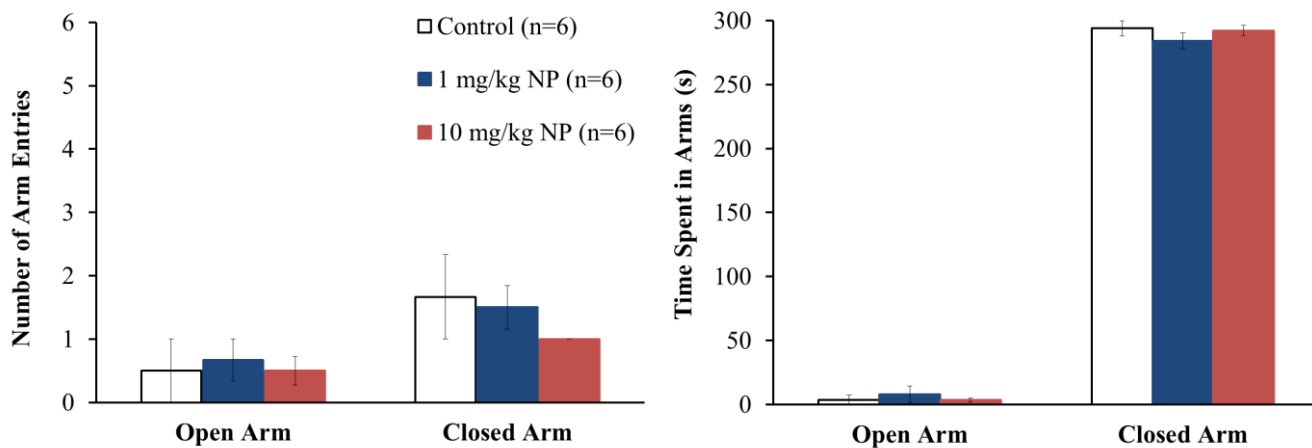 Number of Arm Entries
6
5
4
3
2
1
0
Control (n=6)
1 mg/kg NP (n=6)
10 mg/kg NP (n=6)
Open Arm
Closed Arm
Time Spent in Arms (s)
300
250
200
150
100
50
0
Open Arm
Closed Arm